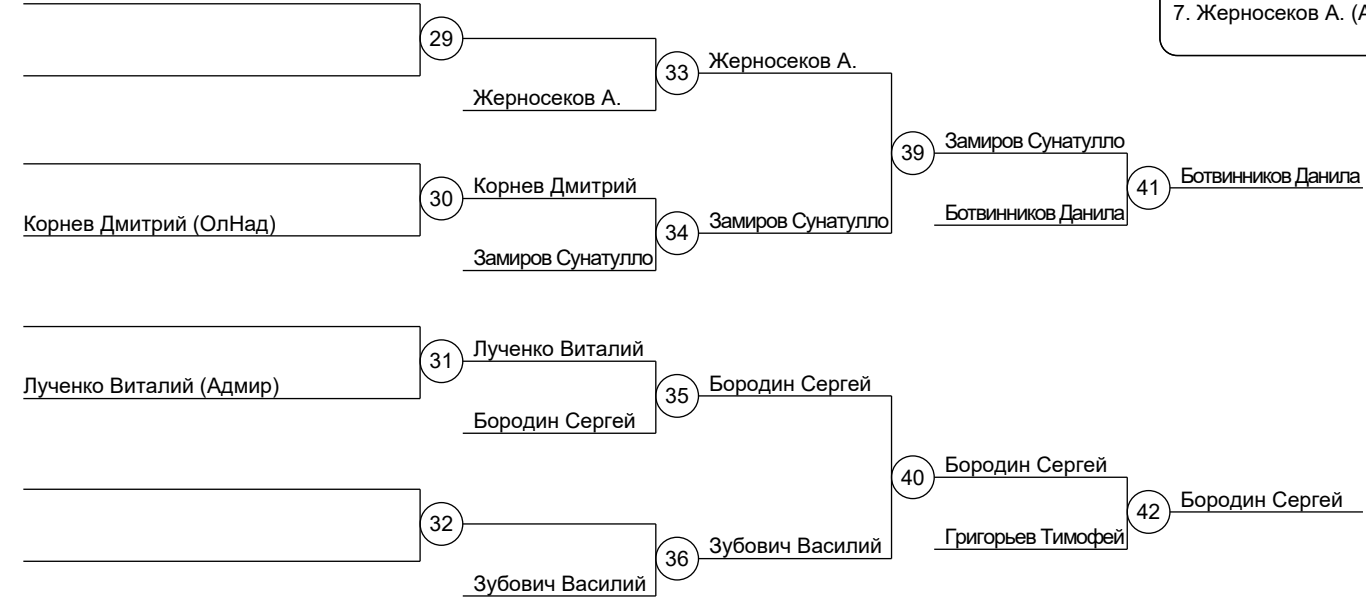 7. Жерносеков А. (А
29
Жерносеков А.
33
Жерносеков А.
Корнев Дмитрий (ОлНад)
30
Корнев Дмитрий
Замиров Сунатулло
34
Замиров Сунатулло
39
Замиров Сунатулло
Ботвинников Данила
41
Ботвинников Данила
Лученко Виталий (Адмир)
31
Лученко Виталий
Бородин Сергей
35
Бородин Сергей
32
Зубович Василий
36
Зубович Василий
40
Бородин Сергей
Григорьев Тимофей
42
Бородин Сергей